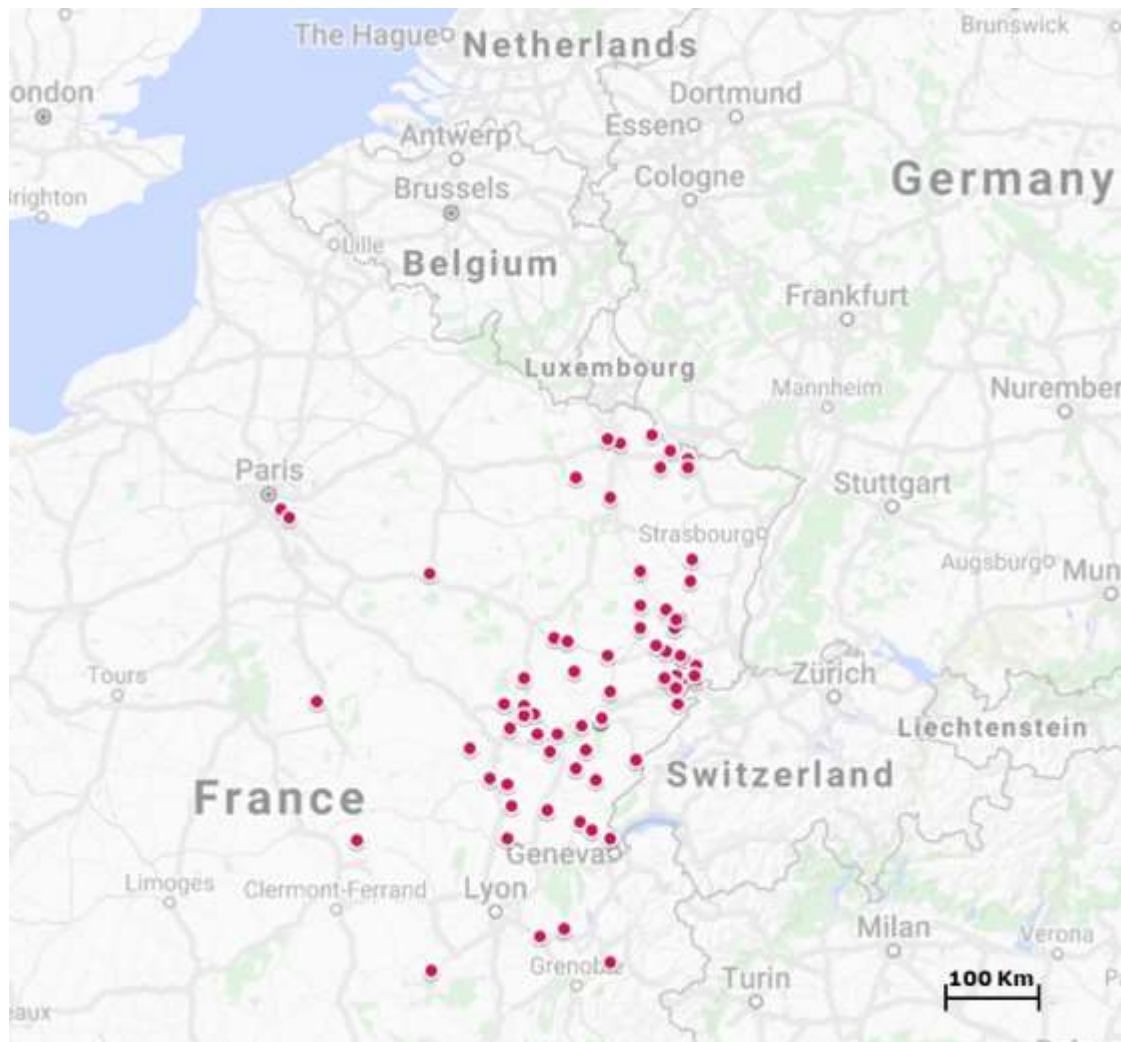 Brunswick
The Hague
Netherlands
ondon
Dortmund
Essen
Antwerp
Cologne
Brussels
Germany
righton
Lille
Belgium
Frankfurt
Luxembourg
Mannheim
Nurember
Paris
Stuttgart
Strasbourg
Augsburg
Mun
Tours
Zürich
Liechtenstein
Switzerland
France
Geneva
Limoges
Clermont-Ferrand
Lyon
Milan
Verona
Grenoble
Turin
100 Km
aux